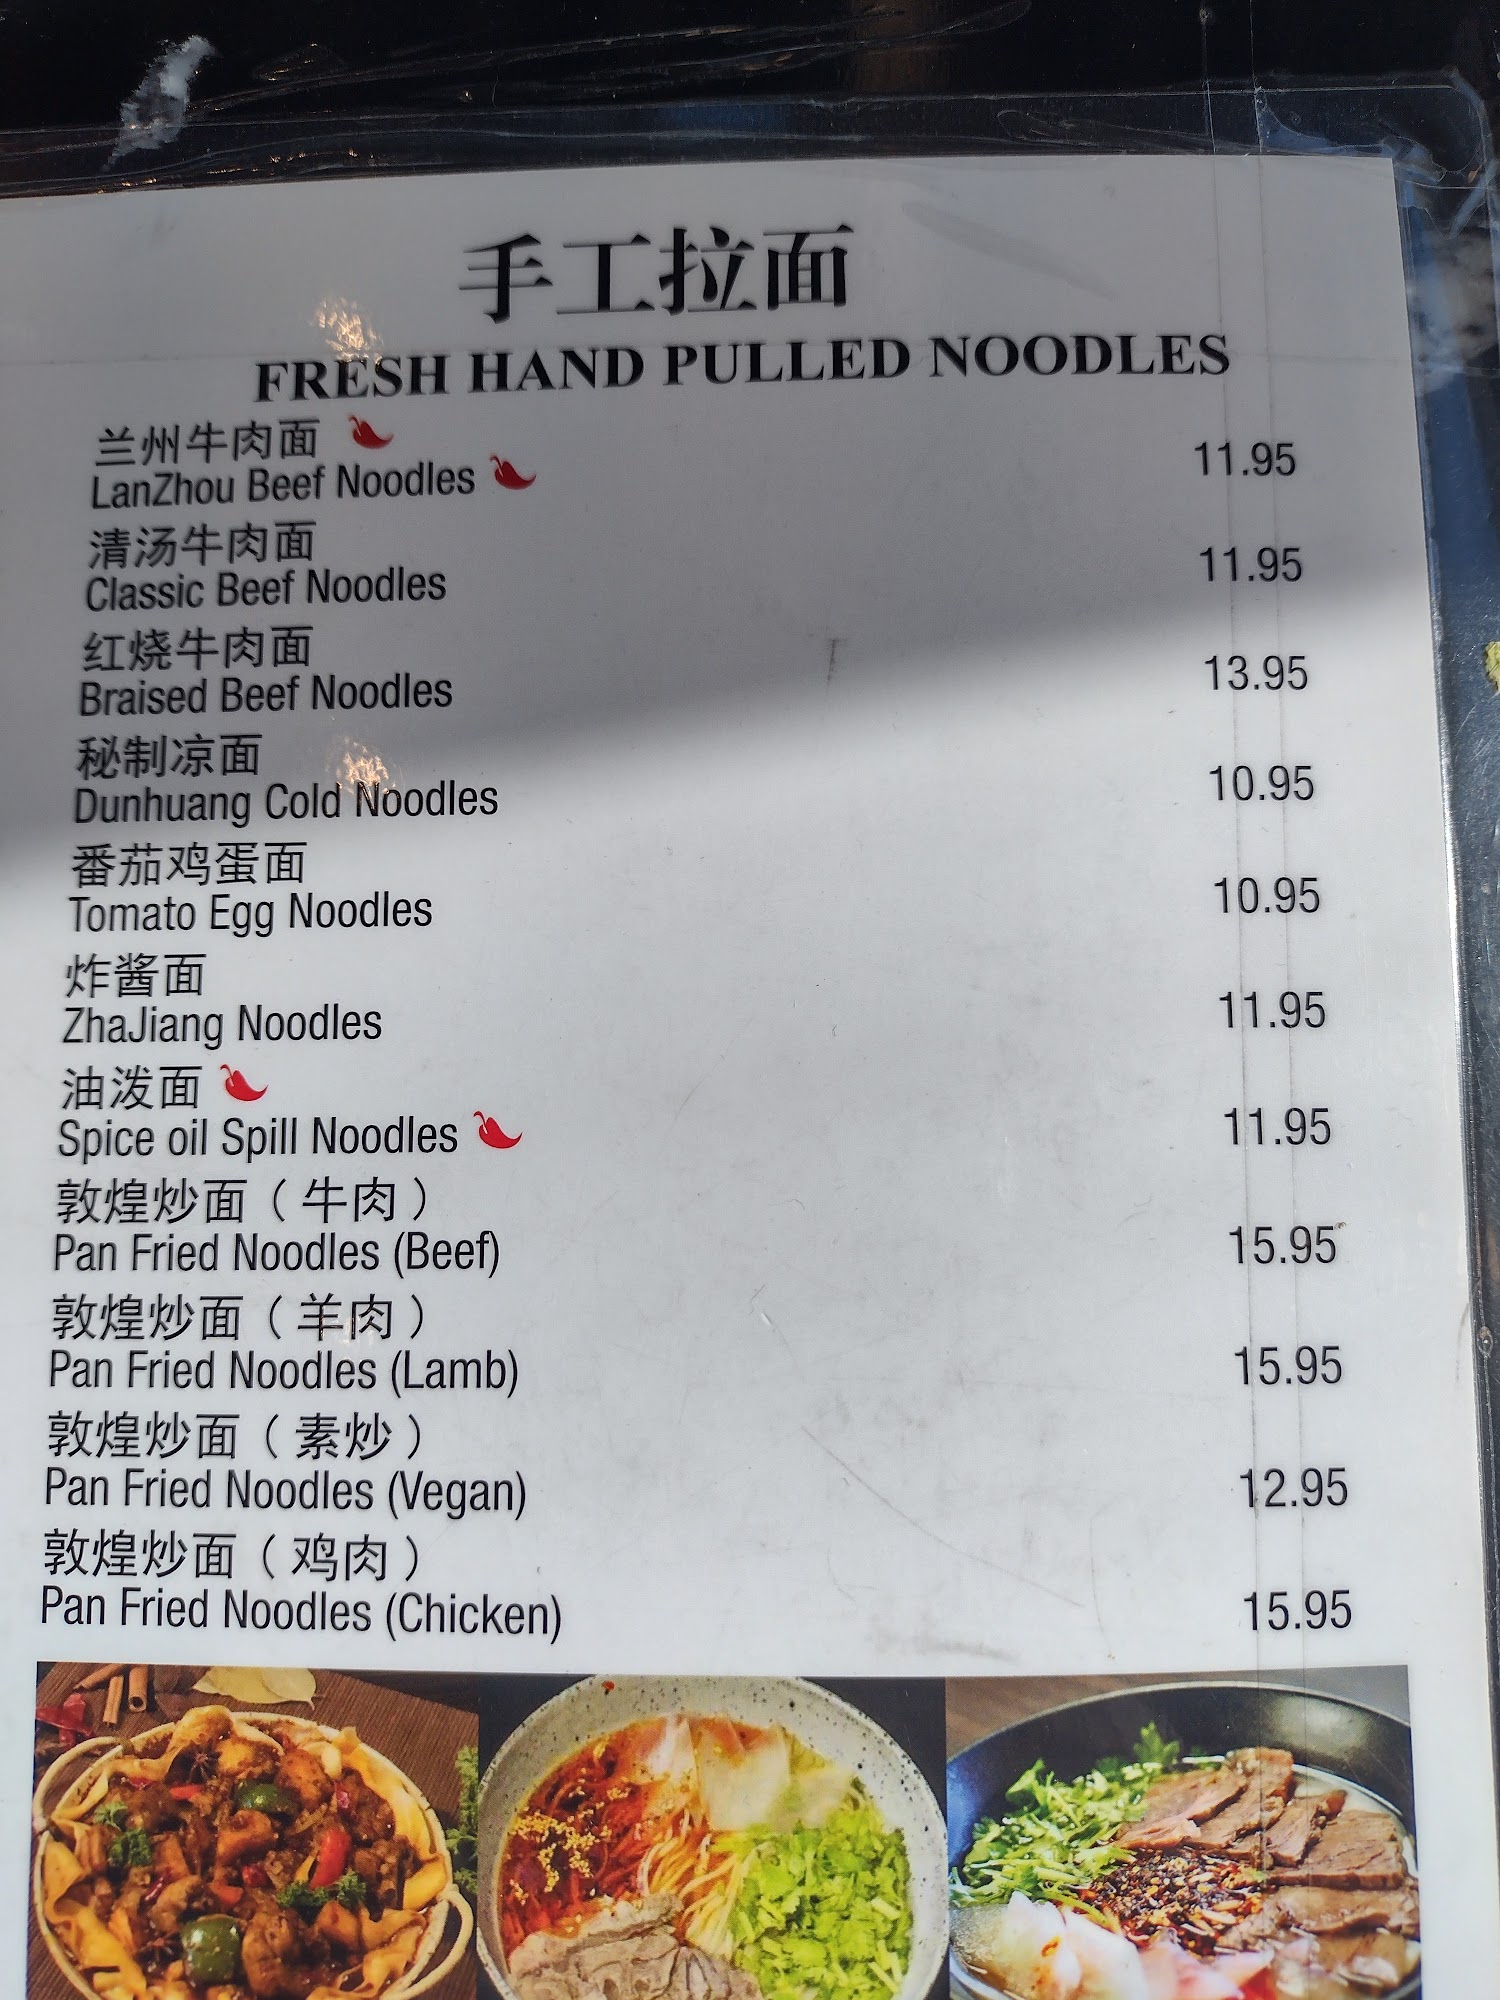 手工拉面
FRESH HAND PULLED NOODLES
兰州牛肉面
LanZhou Beef Noodles 11.95
清汤牛肉面
Classic Beef Noodles 11.95
红烧牛肉面
Braised Beef Noodles 13.95
秘制凉面
Dunhuang Cold Noodles 10.95
番茄鸡蛋面
Tomato Egg Noodles 10.95
炸酱面
ZhaJiang Noodles 11.95
油泼面
Spice oil Spill Noodles 11.95
敦煌炒面（牛肉）
Pan Fried Noodles (Beef) 15.95
敦煌炒面（羊肉）
Pan Fried Noodles (Lamb) 15.95
敦煌炒面（素炒）
Pan Fried Noodles (Vegan) 12.95
敦煌炒面（鸡肉）
Pan Fried Noodles (Chicken) 15.95